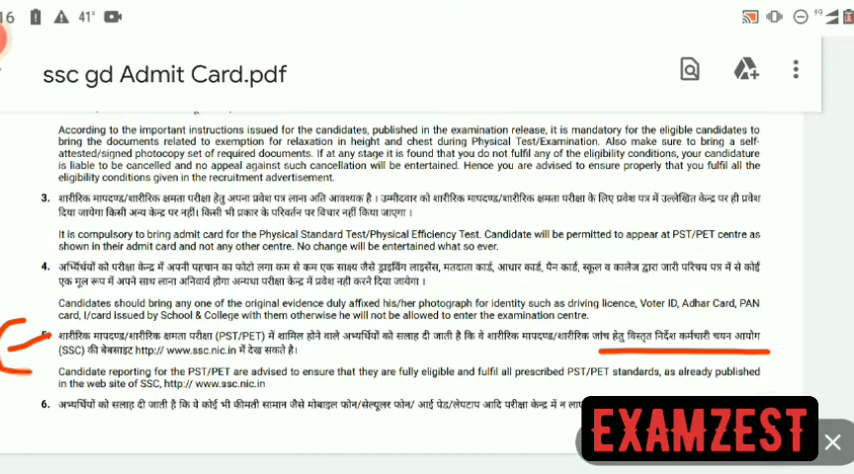 16 41°
ssc gd Admit Card.pdf
According to the important instructions issued for the candidates, published in the examination release, it is mandatory for the eligible candidates to
bring the documents related to exemption for relaxation in height and chest during Physical Test/Examination. Also make sure to bring a self-
attested/signed photocopy set of required documents. If at any stage it is found that you do not fulfil any of the eligibility conditions, your candidature
is liable to be cancelled and no appeal against such cancellation will be entertained. Hence you are advised to ensure properly that you fulfil all the
eligibility conditions given in the recruitment advertisement.
3. शारीरिक मापदण्ड/शारीरिक क्षमता परीक्षा हेतु अपना प्रवेश पत्र लाना अति आवश्यक है । उम्मीदवार को शारीरिक मापदण्ड/शारीरिक क्षमता परीक्षा के लिए प्रवेश पत्र में उल्लेखित केन्द्र पर ही प्रवेश
दिया जायेगा किसी अन्य केन्द्र पर नहीं। किसी भी प्रकार के परिवर्तन पर विचार नहीं किया जाएगा ।
It is compulsory to bring admit card for the Physical Standard Test/Physical Efficiency Test. Candidate will be permitted to appear at PST/PET centre as
shown in their admit card and not any other centre. No change will be entertained what so ever.
4. अभ्यिर्थयों को परीक्षा केन्द्र में अपनी पहचान का फोटो लगा कम से कम एक साक्ष्य जैसे ड्राइविंग लाइसेंस, मतदाता कार्ड, आधार कार्ड, पैन कार्ड, स्कूल व कालेज द्वारा जारी परिचय पत्र में से कोई
एक मूल रूप में अपने साथ लाना अनिवार्य होगा अन्यथा परीक्षा केन्द्र में प्रवेश नही करने दिया जायेगा ।
Candidates should bring any one of the original evidence duly affixed his/her photograph for identity such as driving licence, Voter ID, Adhar Card, PAN
card, I/card issued by School & College with them otherwise he will not be allowed to enter the examination centre.
5. शारीरिक मापदण्ड/शारीरिक क्षमता परीक्षा (PST/PET) में शामिल होने वाले अभ्यर्थियों को सलाह दी जाती है कि वे शारीरिक मापदण्ड/शारीरिक जांच हेतु विस्तृत निर्देश कर्मचारी चयन आयोग
(SSC) की वेबसाइट http:// www.ssc.nic.in में देख सकते है।
Candidate reporting for the PST/PET are advised to ensure that they are fully eligible and fulfil all prescribed PST/PET standards, as already published
in the web site of SSC, http:// www.ssc.nic.in
6. अभ्यर्थियों को सलाह दी जाती है कि वे कोई भी कीमती सामान जैसे मोबाइल फोन/सेल्यूलर फोन/ आई पेड/लेपटाप आदि परीक्षा केन्द्र में न
EXAMZEST